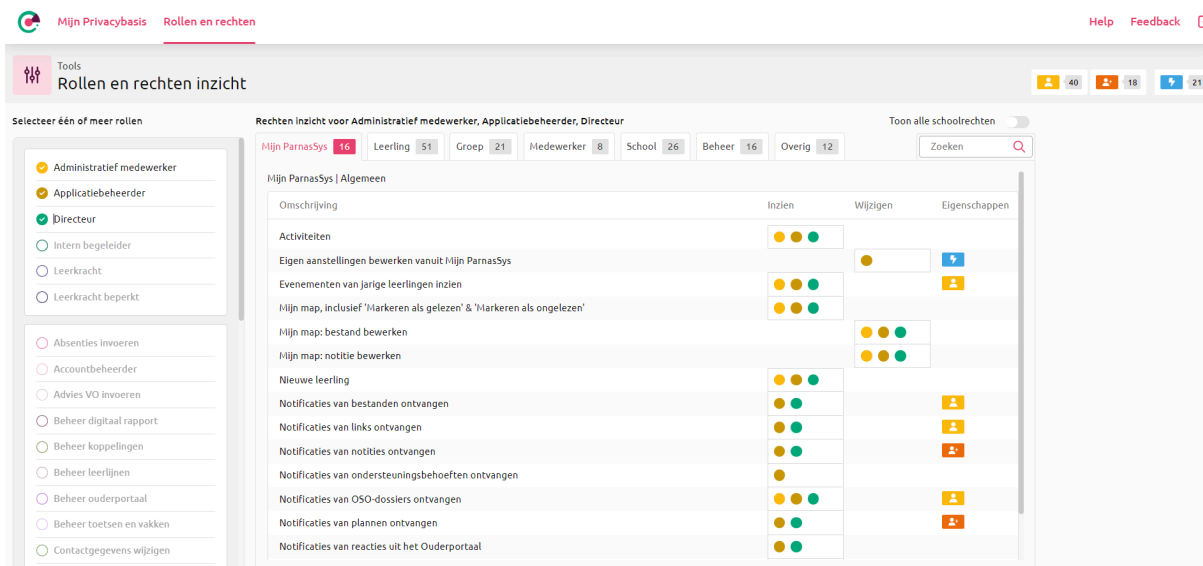 Mijn Privacybasis Rollen en rechten Help Feedback
Tools
Rollen en rechten inzicht
40 18 21
Selecteer één of meer rollen
Administratief medewerker
Applicatiebeheerder
Directeur
Intern begeleider
Leerkracht
Leerkracht beperkt
Absenties invoeren
Accountbeheerder
Advies VO invoeren
Beheer digitaal rapport
Beheer koppelingen
Beheer leerlijnen
Beheer ouderportaal
Beheer toetsen en vakken
Contactgegevens wijzigen
Rechten inzicht voor Administratief medewerker, Applicatiebeheerder, Directeur
Toon alle schoolrechten
Mijn ParnasSys 16 Leerling 51 Groep 21 Medewerker 8 School 26 Beheer 16 Overig 12
Zoeken
Mijn ParnasSys | Algemeen
Omschrijving Inzien Wijzigen Eigenschappen
Activiteiten
Eigen aanstellingen bewerken vanuit Mijn ParnasSys
Evenementen van jarige leerlingen inzien
Mijn map, inclusief 'Markeren als gelezen' & 'Markeren als ongelezen'
Mijn map: bestand bewerken
Mijn map: notitie bewerken
Nieuwe leerling
Notificaties van bestanden ontvangen
Notificaties van links ontvangen
Notificaties van notities ontvangen
Notificaties van ondersteuningsbehoeften ontvangen
Notificaties van OSO-dossiers ontvangen
Notificaties van plannen ontvangen
Notificaties van reacties uit het Ouderportaal